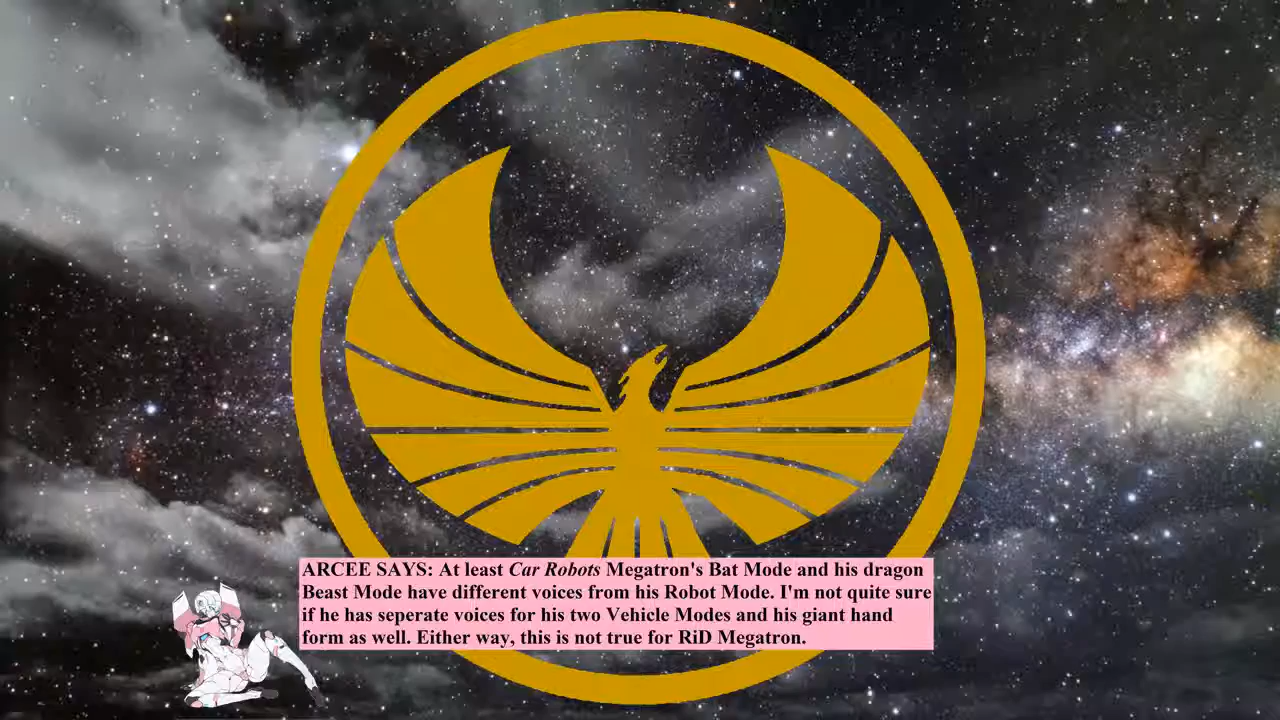 ARCEE SAYS: At least Car Robots Megatron's Bat Mode and his dragon
Beast Mode have different voices from his Robot Mode. I'm not quite sure
if he has seperate voices for his two Vehicle Modes and his giant hand
form as well. Either way, this is not true for RiD Megatron.